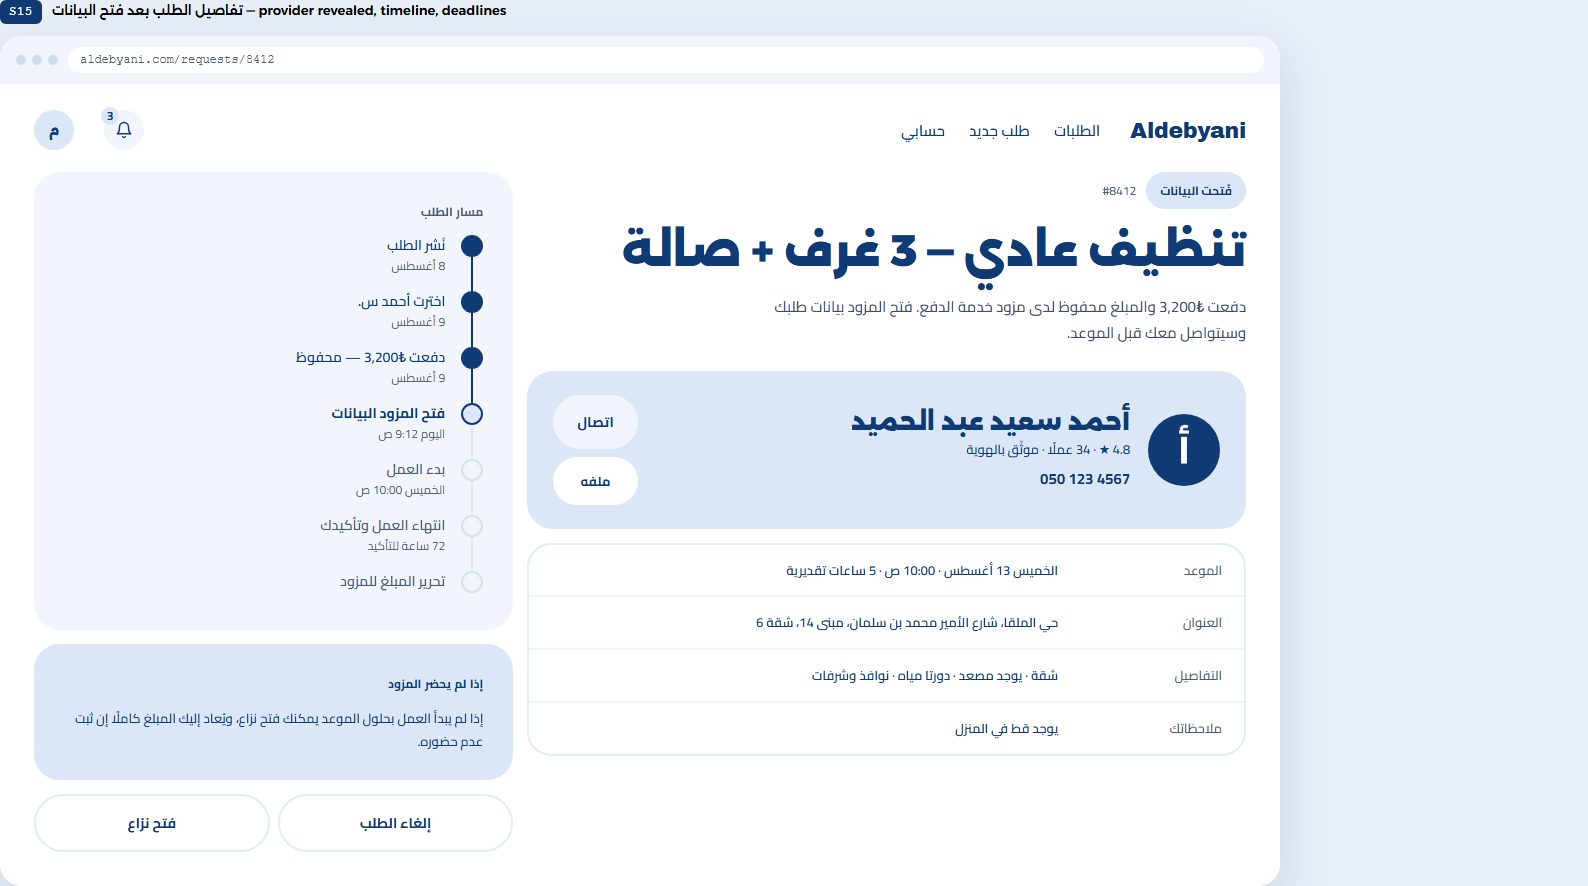 S15 تفاصيل الطلب بعد فتح البيانات — provider revealed, timeline, deadlines
aldebyani.com/requests/8412
Aldebyani
الطلبات
طلب جديد
حسابي
3
م
فُتحت البيانات
#8412
تنظيف عادي — 3 غرف + صالة
دفعت ₺3,200 والمبلغ محفوظ لدى مزود خدمة الدفع. فتح المزود بيانات طلبك
وسيتواصل معك قبل الموعد.
أ
أحمد سعيد عبد الحميد
4.8 ★ · 34 عملًا · موثّق بالهوية
050 123 4567
اتصال
ملفه
الموعد
الخميس 13 أغسطس · 10:00 ص · 5 ساعات تقديرية
العنوان
حي الملقا، شارع الأمير محمد بن سلمان، مبنى 14، شقة 6
التفاصيل
شقة · يوجد مصعد · دورتا مياه · نوافذ وشرفات
ملاحظاتك
يوجد قط في المنزل
مسار الطلب
نُشر الطلب
8 أغسطس
اخترت أحمد س.
9 أغسطس
دفعت ₺3,200 — محفوظ
9 أغسطس
فتح المزود البيانات
اليوم 9:12 ص
بدء العمل
الخميس 10:00 ص
انتهاء العمل وتأكيدك
72 ساعة للتأكيد
تحرير المبلغ للمزود
إذا لم يحضر المزود
إذا لم يبدأ العمل بحلول الموعد يمكنك فتح نزاع، ويُعاد إليك المبلغ كاملًا إن ثبت
عدم حضوره.
إلغاء الطلب
فتح نزاع